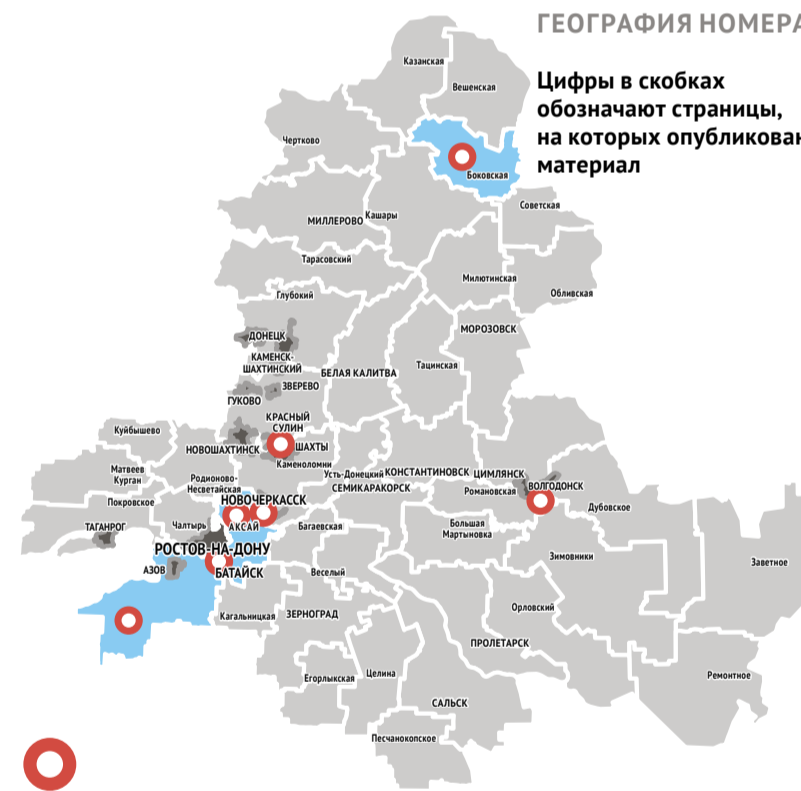 ГЕОГРАФИЯ НОМЕРА
Цифры в скобках
обозначают страницы,
на которых опубликован
материал
Казанская
Вешенская
Чертково
Боковская
Советская
МИЛЛЕРОВО
Кашары
Тарасовский
Милютинская
Обливская
Глубокий
МОРОЗОВСК
ДОНЕЦК
КАМЕНСК-
ШАХТИНСКИЙ
БЕЛАЯ КАЛИТВА
Тацинская
ЗВЕРЕВО
ГУКОВО
КРАСНЫЙ
СУЛИН
Куйбышево
НОВОШАХТИНСК
ШАХТЫ
Каменоломни
Матвеев
Курган
Родионово-
Несветайская
Усть-Донецкий
КОНСТАНТИНОВСК
ЦИМЛЯНСК
СЕМИКАРАКОРСК
Романовская
ВОЛГОДОНСК
Покровское
НОВОЧЕРКАССК
Дубовское
ТАГАНРОГ
Чалтырь
АКСАЙ
Багаевская
Большая
Мартыновка
РОСТОВ-НА-ДОНУ
Зимовники
Заветное
АЗОВ
БАТАЙСК
Веселый
Кагальницкая
ЗЕРНОГРАД
Орловский
ПРОЛЕТАРСК
Егорлыкская
Целина
Ремонтное
САЛЬСК
Песчанокопское